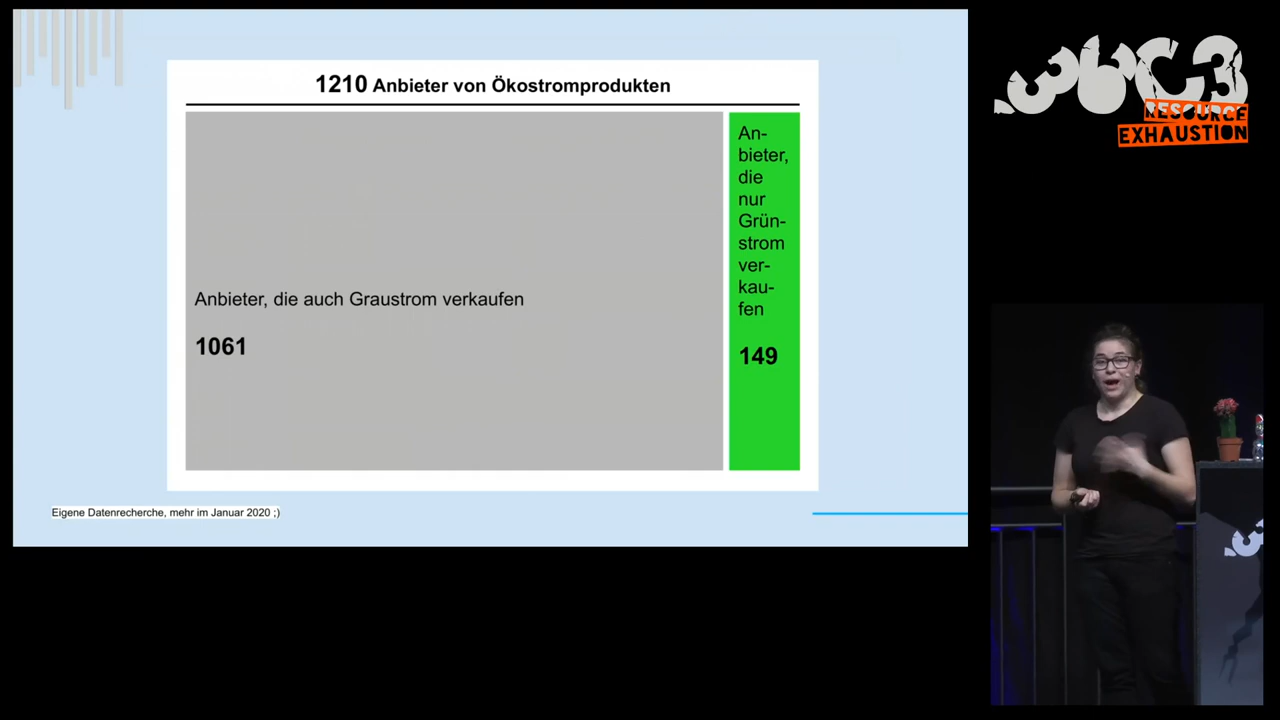 1210 Anbieter von Ökostromprodukten
Anbieter, die auch Graustrom verkaufen
1061
An-
bieter,
die
nur
Grün-
strom
ver-
kau-
fen
149
Eigene Datenrecherche, mehr im Januar 2020 ;)
36C3
RESOURCE
EXHAUSTION